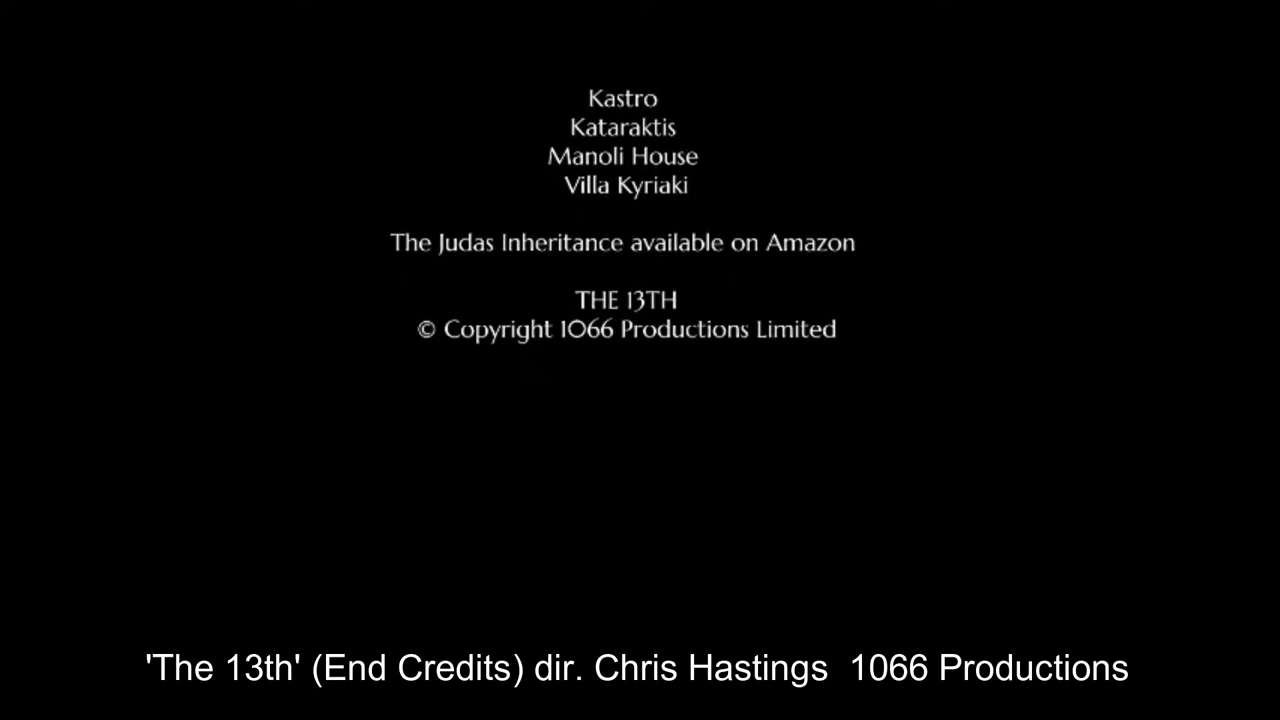 Kastro
Kataraktis
Manoli House
Villa Kyriaki
The Judas Inheritance available on Amazon
THE 13TH
© Copyright 1066 Productions Limited
'The 13th' (End Credits) dir. Chris Hastings  1066 Productions